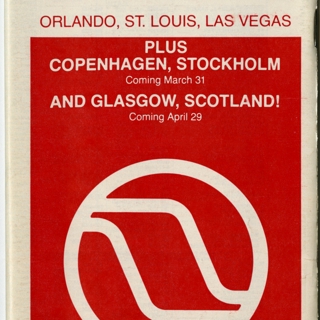 ORLANDO, ST. LOUIS, LAS VEGAS
PLUS
COPENHAGEN, STOCKHOLM
Coming March 31
AND GLASGOW, SCOTLAND!
Coming April 29